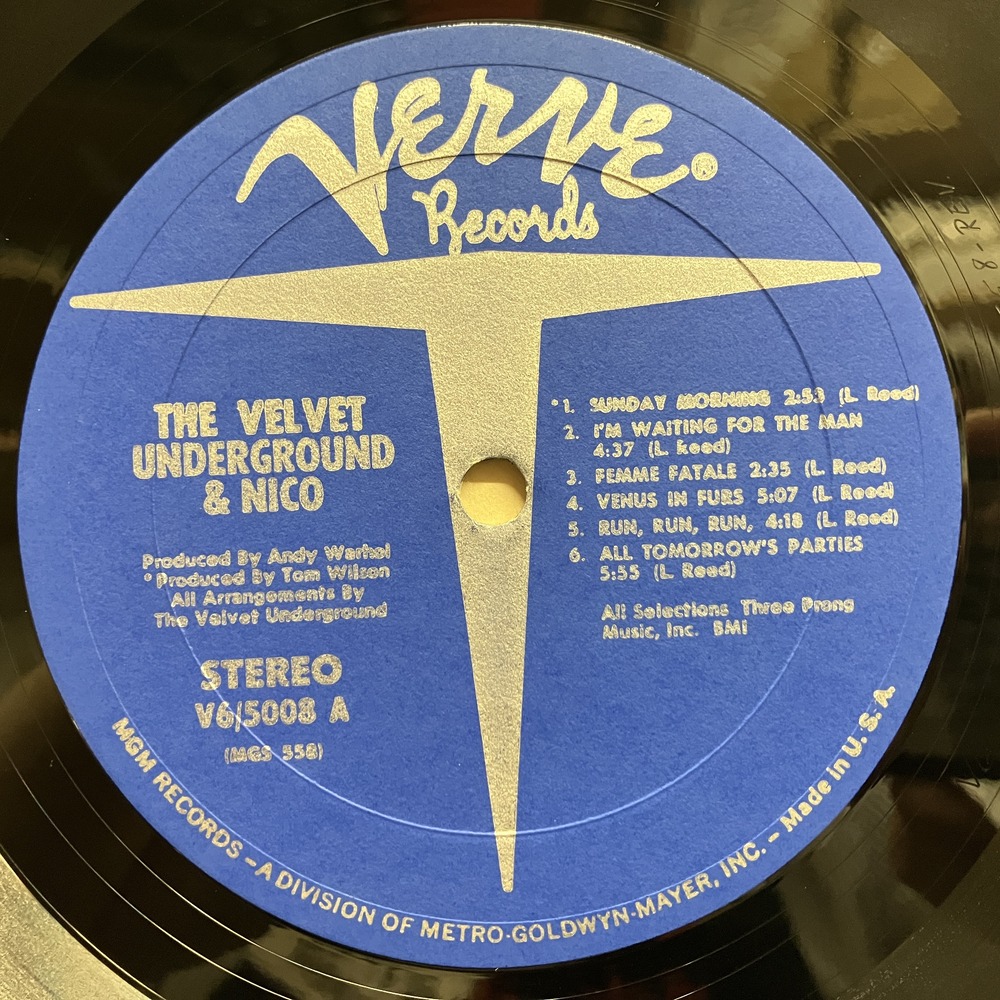 Verve®
Records
THE VELVET
UNDERGROUND
& NICO
Produced By Andy Warhol
*Produced By Tom Wilson
All Arrangements By
The Velvet Underground
STEREO
V6/5008 A
(MGS 558)
*1. SUNDAY MORNING 2:53 (L. Reed)
2. I'M WAITING FOR THE MAN
4:37 (L. Reed)
3. FEMME FATALE 2:35 (L. Reed)
4. VENUS IN FURS 5:07 (L. Reed)
5. RUN, RUN, RUN, 4:18 (L. Reed)
6. ALL TOMORROW'S PARTIES
5:55 (L. Reed)
All Selections Three Prong
Music, Inc. BMI
MGM RECORDS – A DIVISION OF METRO-GOLDWYN-MAYER, INC. – Made in U. S. A.
8-REV